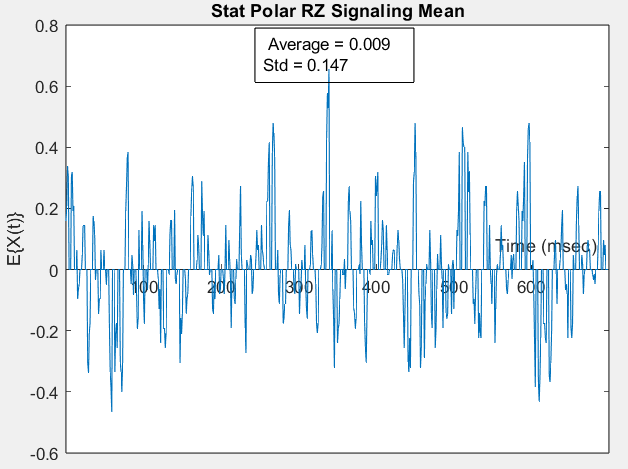 Stat Polar RZ Signaling Mean
Average = 0.009
Std = 0.147
0.8
0.6
0.4
0.2
0
-0.2
-0.4
-0.6
E{X(t)}
Time (msec)
100 200 300 400 500 600